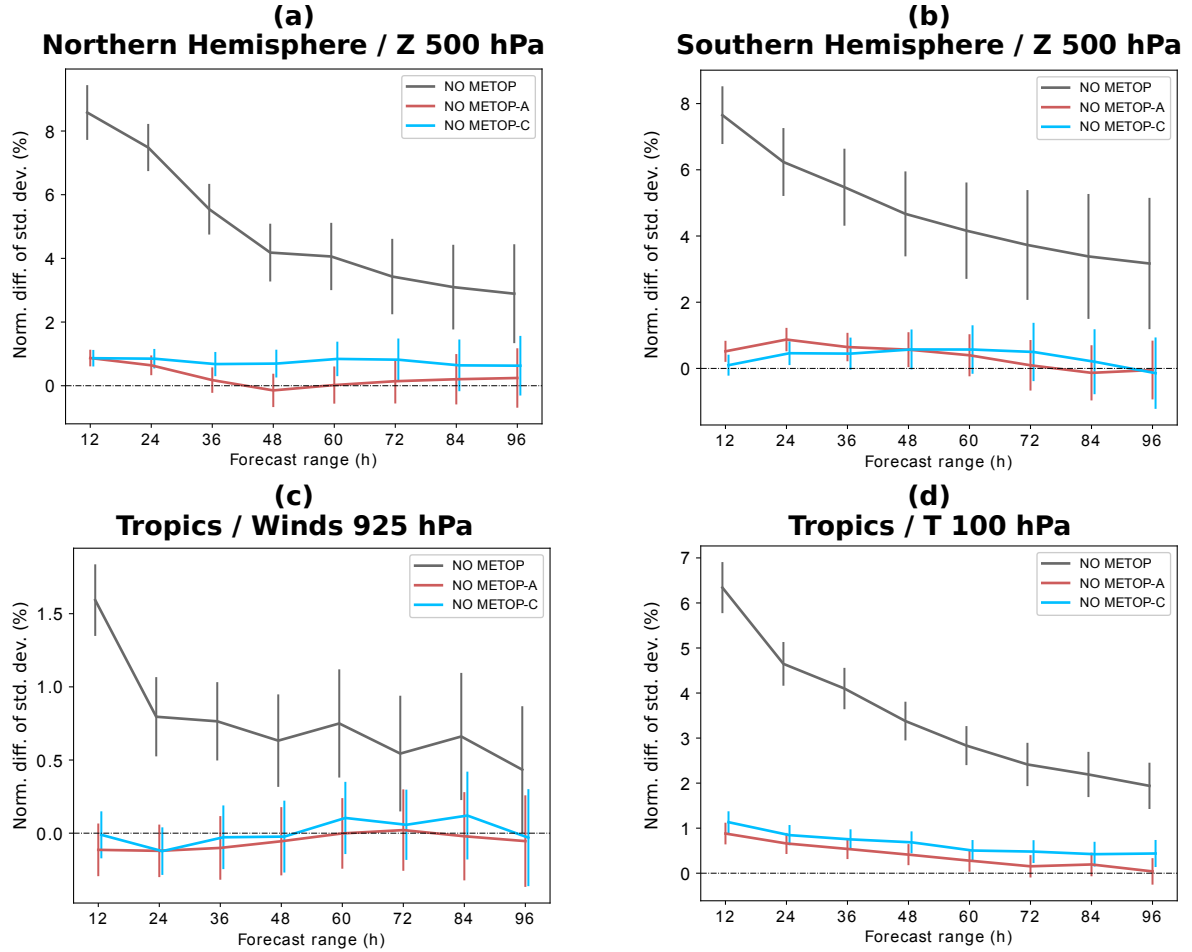 (a)
Northern Hemisphere / Z 500 hPa
Norm. diff. of std. dev. (%)
8
6
4
2
0
NO METOP
NO METOP-A
NO METOP-C
12 24 36 48 60 72 84 96
Forecast range (h)
(b)
Southern Hemisphere / Z 500 hPa
Norm. diff. of std. dev. (%)
8
6
4
2
0
NO METOP
NO METOP-A
NO METOP-C
12 24 36 48 60 72 84 96
Forecast range (h)
(c)
Tropics / Winds 925 hPa
Norm. diff. of std. dev. (%)
1.5
1.0
0.5
0.0
NO METOP
NO METOP-A
NO METOP-C
12 24 36 48 60 72 84 96
Forecast range (h)
(d)
Tropics / T 100 hPa
Norm. diff. of std. dev. (%)
7
6
5
4
3
2
1
0
NO METOP
NO METOP-A
NO METOP-C
12 24 36 48 60 72 84 96
Forecast range (h)